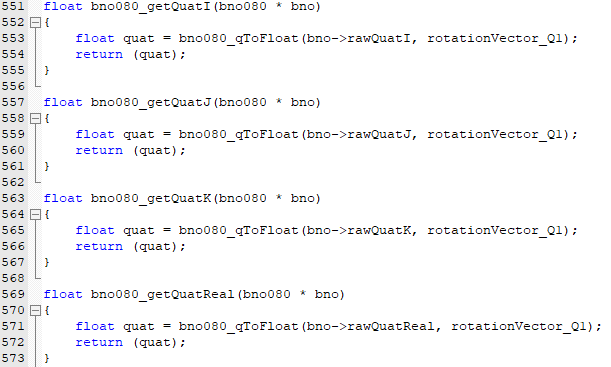 551 float bno080_getQuatI(bno080 * bno)
552 {
553     float quat = bno080_qToFloat(bno->rawQuatI, rotationVector_Q1);
554     return (quat);
555 }
556
557 float bno080_getQuatJ(bno080 * bno)
558 {
559     float quat = bno080_qToFloat(bno->rawQuatJ, rotationVector_Q1);
560     return (quat);
561 }
562
563 float bno080_getQuatK(bno080 * bno)
564 {
565     float quat = bno080_qToFloat(bno->rawQuatK, rotationVector_Q1);
566     return (quat);
567 }
568
569 float bno080_getQuatReal(bno080 * bno)
570 {
571     float quat = bno080_qToFloat(bno->rawQuatReal, rotationVector_Q1);
572     return (quat);
573 }